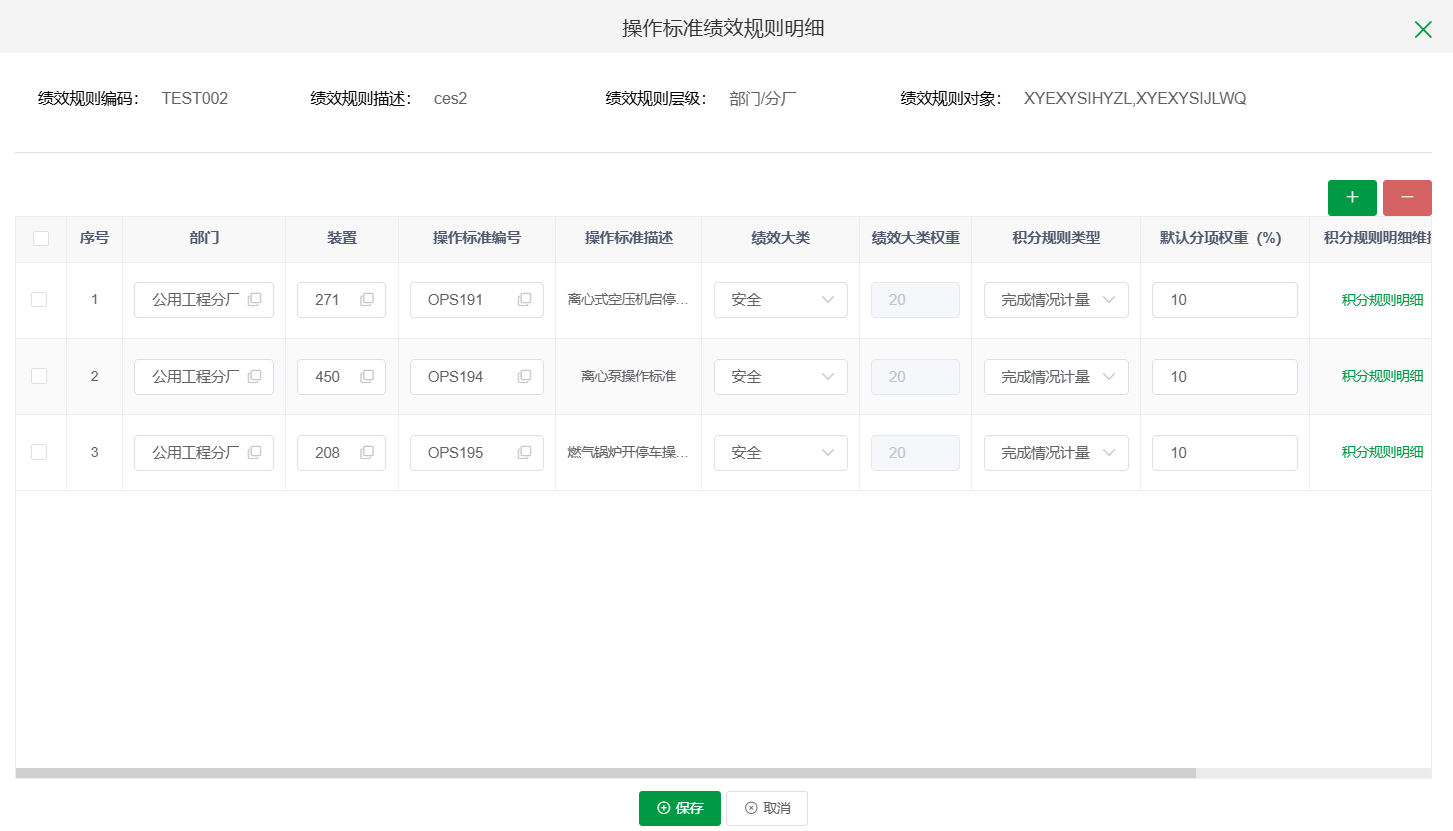 操作标准绩效规则明细
绩效规则编码： TEST002 绩效规则描述： ces2 绩效规则层级： 部门/分厂 绩效规则对象： XYEXYSIHYZL,XYEXYSIJLWQ
序号 部门 装置 操作标准编号 操作标准描述 绩效大类 绩效大类权重 积分规则类型 默认分项权重（%） 积分规则明细维
1 公用工程分厂 271 OPS191 离心式空压机启停… 安全 20 完成情况计量 10 积分规则明细
2 公用工程分厂 450 OPS194 离心泵操作标准 安全 20 完成情况计量 10 积分规则明细
3 公用工程分厂 208 OPS195 燃气锅炉开停车操… 安全 20 完成情况计量 10 积分规则明细
保存 取消